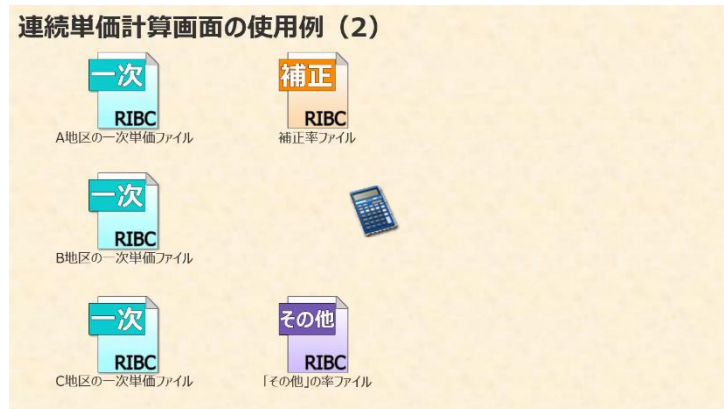 連続単価計算画面の使用例（2）
一次
RIBC
A地区の一次単価ファイル
補正
RIBC
補正率ファイル
一次
RIBC
B地区の一次単価ファイル
一次
RIBC
C地区の一次単価ファイル
その他
RIBC
「その他」の率ファイル